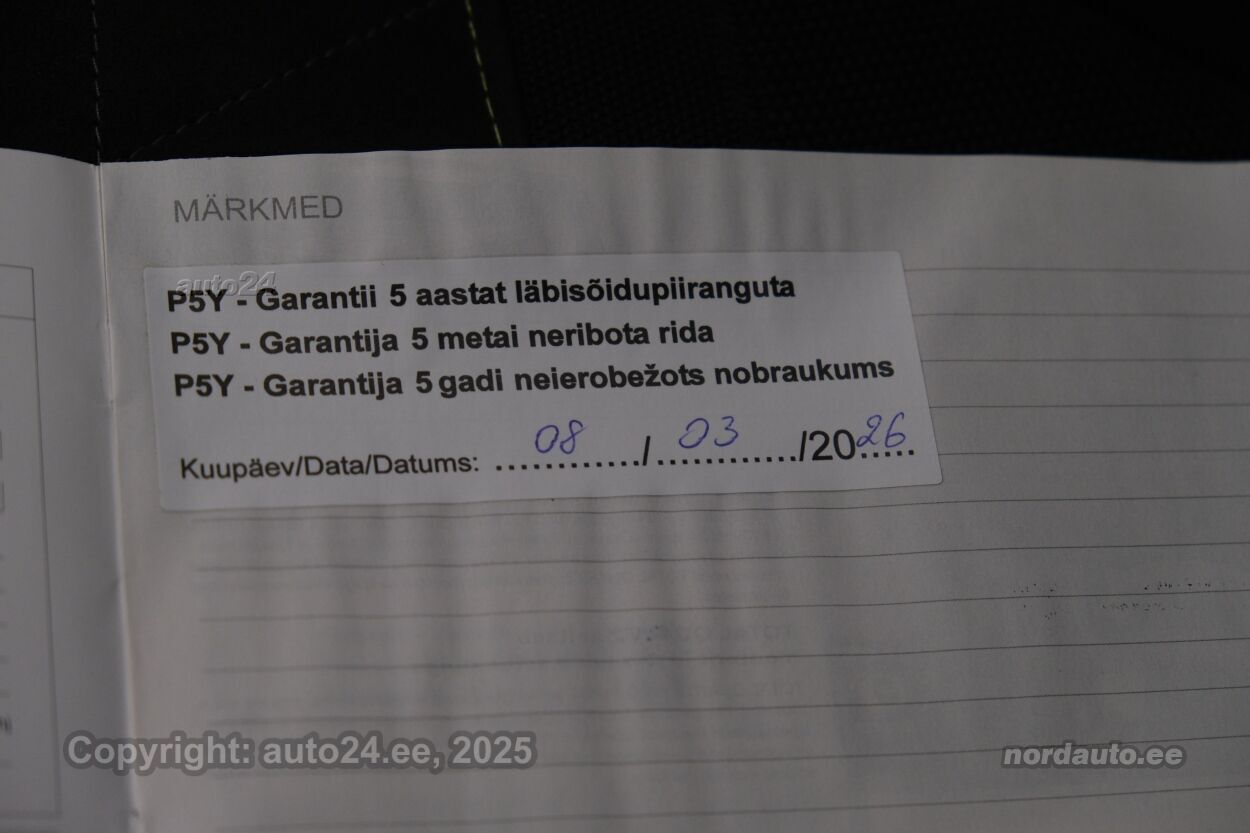 MÄRKMED
auto24
P5Y - Garantii 5 aastat läbisõidupiiranguta
P5Y - Garantija 5 metai neribota rida
P5Y - Garantija 5 gadi neierobežots nobraukums
Kuupäev/Data/Datums: ............/............/2026.....
08 03
Copyright: auto24.ee, 2025
nordauto.ee